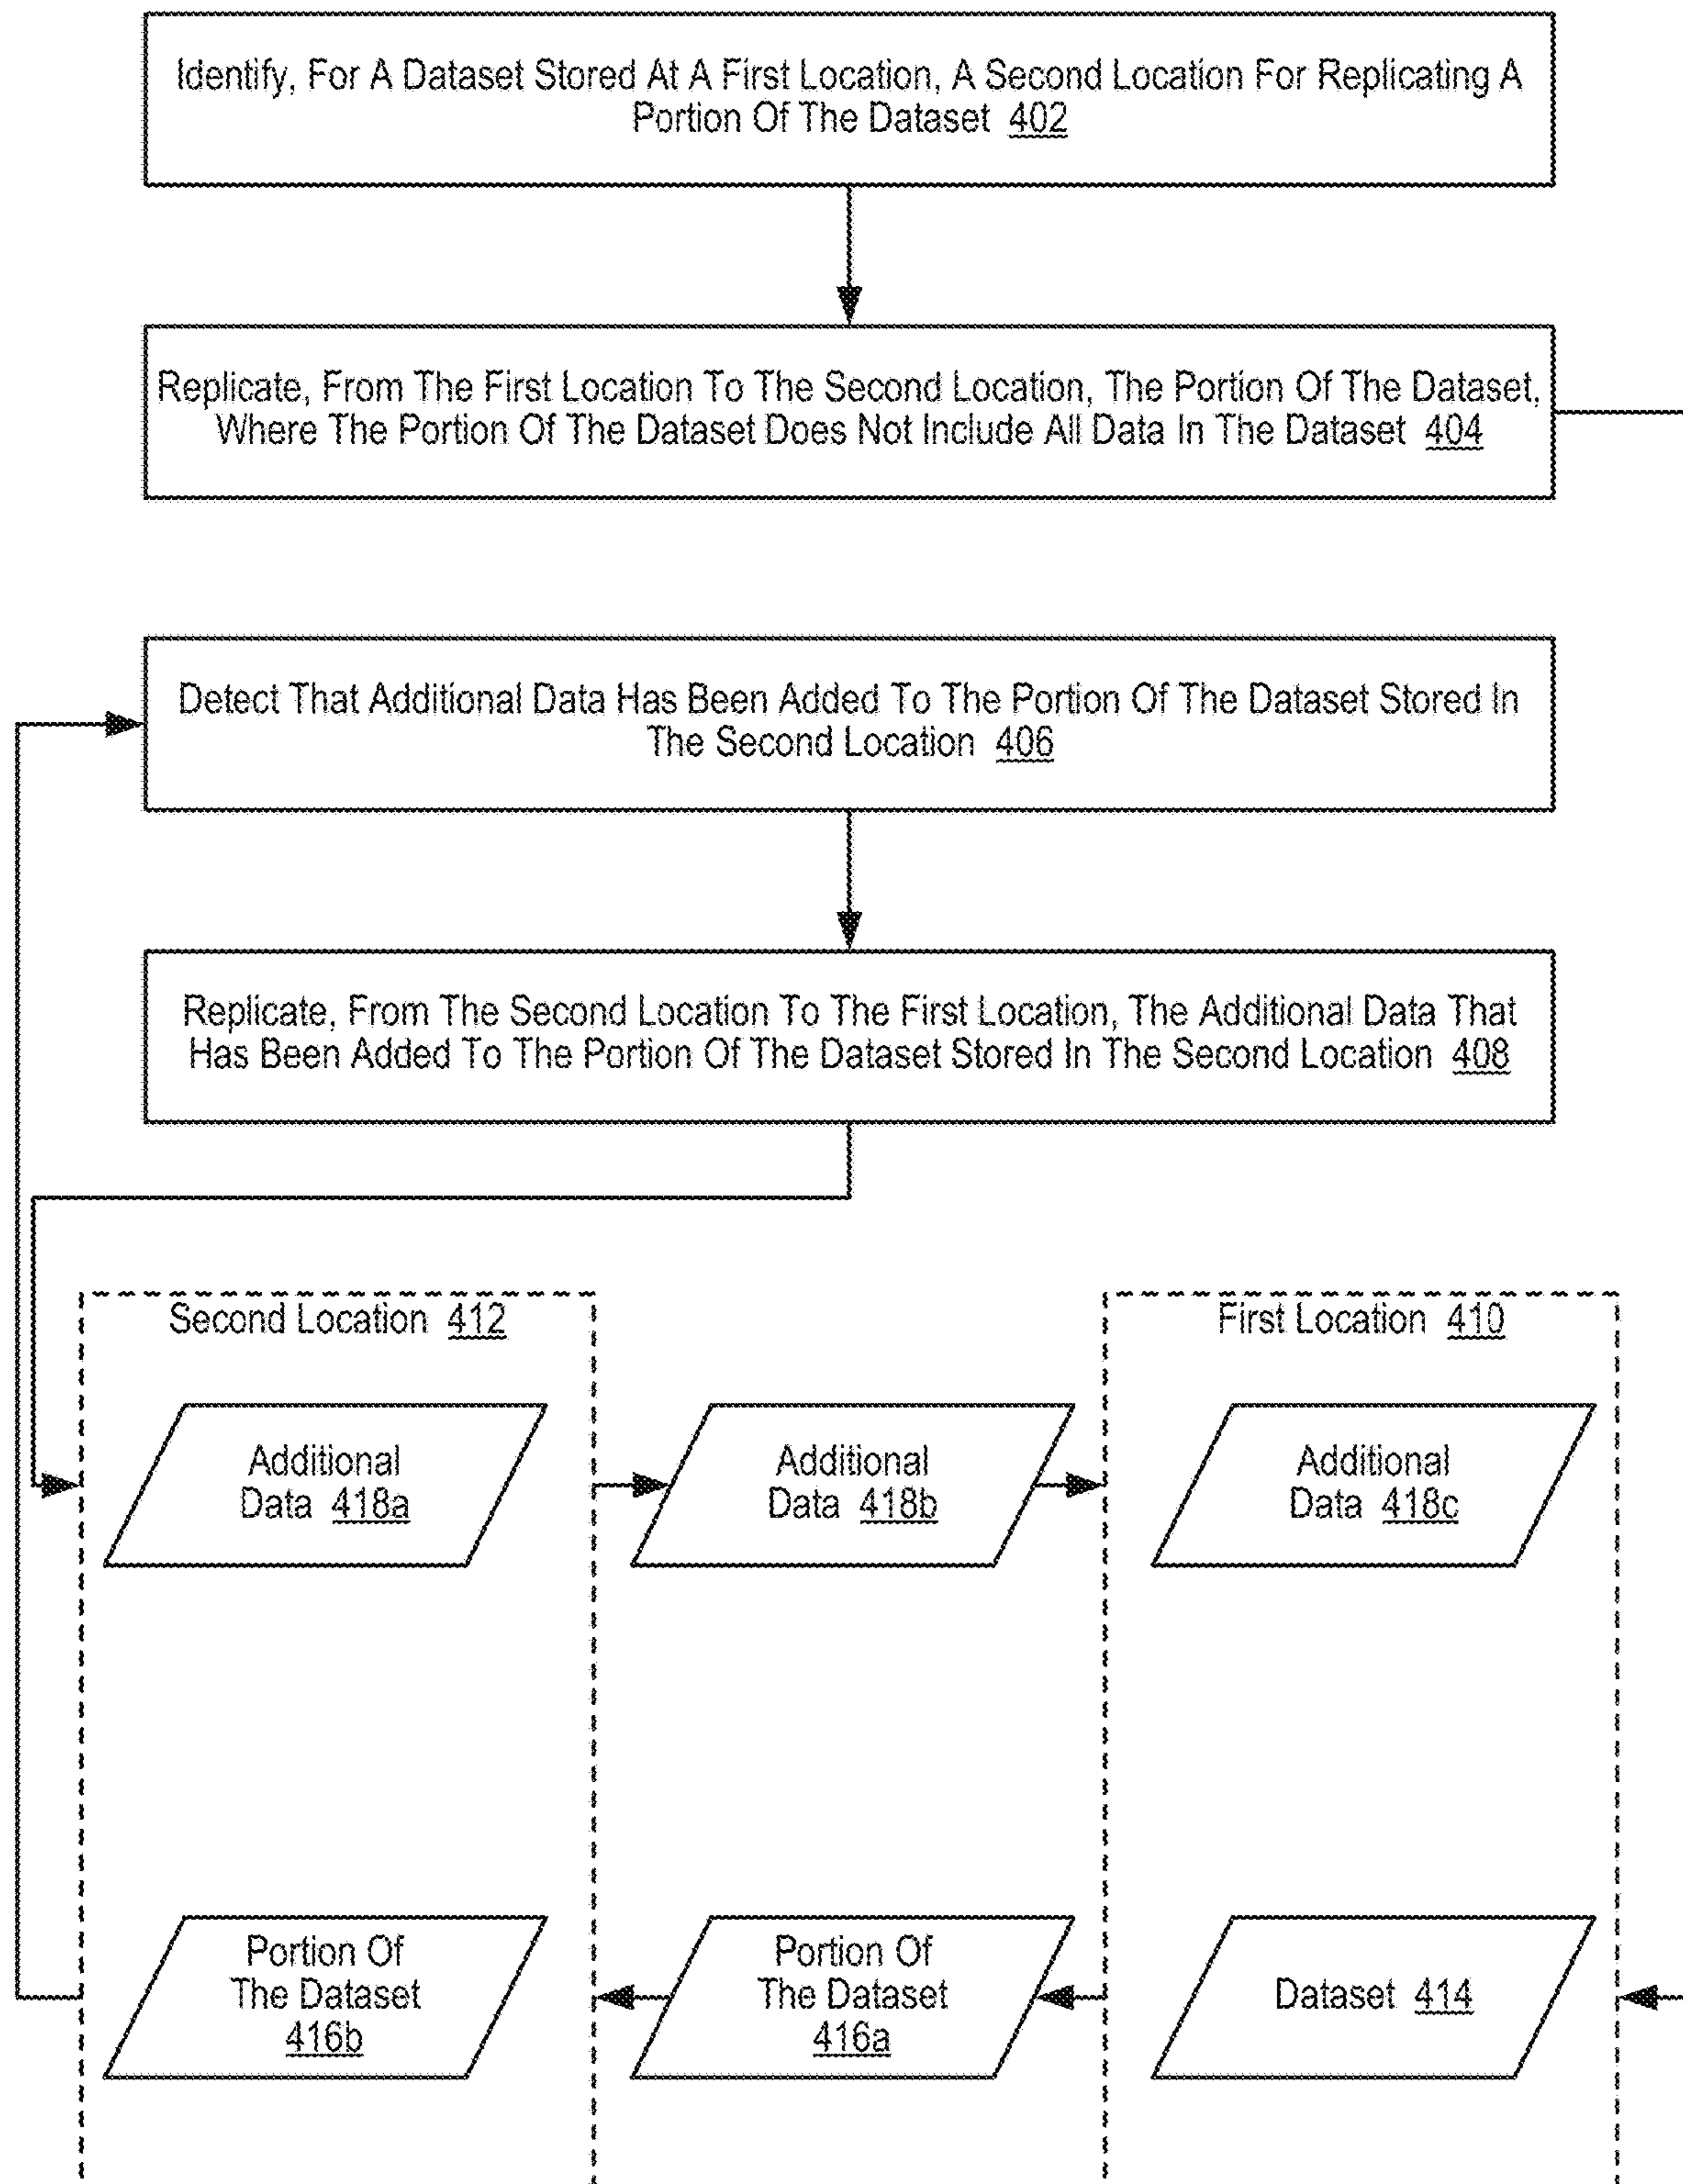 Identify, For A Dataset Stored At A First Location, A Second Location For Replicating A
Portion Of The Dataset 402
Replicate, From The First Location To The Second Location, The Portion Of The Dataset,
Where The Portion Of The Dataset Does Not Include All Data In The Dataset 404
Detect That Additional Data Has Been Added To The Portion Of The Dataset Stored In
The Second Location 406
Replicate, From The Second Location To The First Location, The Additional Data That
Has Been Added To The Portion Of The Dataset Stored In The Second Location 408
Second Location 412
First Location 410
Additional
Data 418a
Additional
Data 418b
Additional
Data 418c
Portion Of
The Dataset
416b
Portion Of
The Dataset
416a
Dataset 414